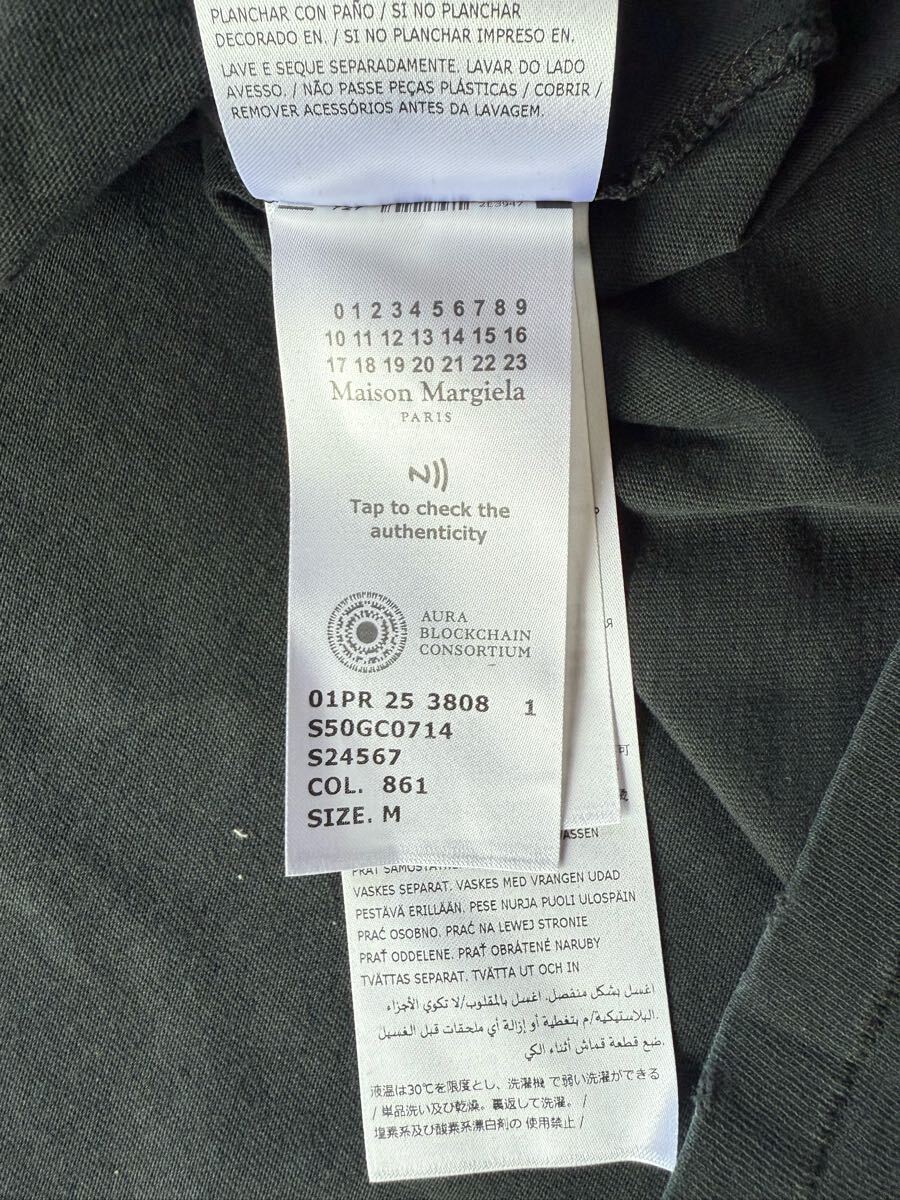 PLANCHAR CON PAÑO / SI NO PLANCHAR
DECORADO EN. / SI NO PLANCHAR IMPRESO EN.
LAVE E SEQUE SEPARADAMENTE. LAVAR DO LADO
AVESSO. / NÃO PASSE PEÇAS PLÁSTICAS / COBRIR /
REMOVER ACESSÓRIOS ANTES DA LAVAGEM.
0 1 2 3 4 5 6 7 8 9
10 11 12 13 14 15 16
17 18 19 20 21 22 23
Maison Margiela
PARIS
Tap to check the
authenticity
AURA
BLOCKCHAIN
CONSORTIUM
01PR 25 3808 1
S50GC0714
S24567
COL. 861
SIZE. M
VASKES SEPARAT. VASKES MED VRANGEN UDAD
PESTÄVÄ ERILLÄÄN. PESE NURJA PUOLI ULOSPÄIN
PRAĆ OSOBNO. PRAĆ NA LEWEJ STRONIE
PRAŤ ODDELENE. PRAŤ OBRÁTENÉ NARUBY
TVÄTTAS SEPARAT. TVÄTTA UT OCH IN
اغسل بشكل منفصل. اغسل بالمقلوب/لا تكوي الأجزاء
البلاستيكية/م بتغطية أو إزالة أي ملحقات قبل الغسيل.
ضع قطعة قماش أثناء الكي.
液温は30℃を限度とし、洗濯機 で弱い洗濯ができる
/ 単品洗い及び乾燥。裏返して洗濯。 /
塩素系及び酸素系漂白剤の 使用禁止 /